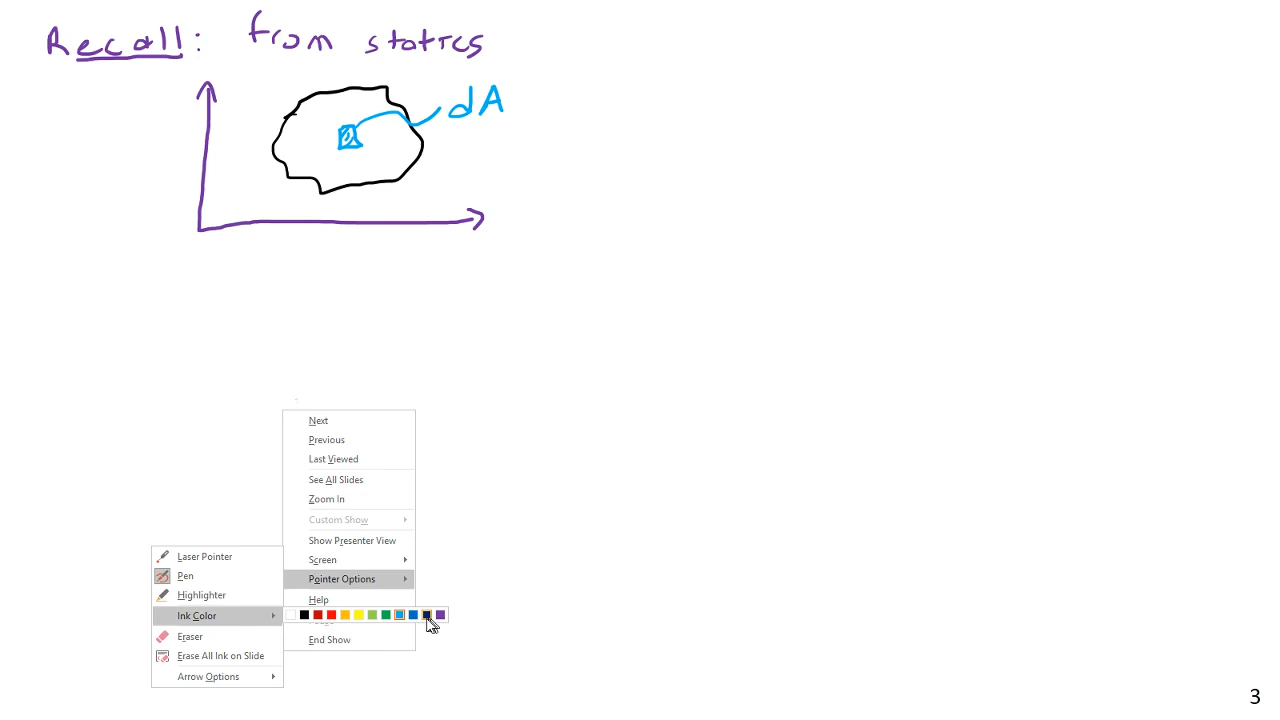 Recall: from statics
dA
Next
Previous
Last Viewed
See All Slides
Zoom In
Custom Show
Show Presenter View
Screen
Pointer Options
Help
End Show
Laser Pointer
Pen
Highlighter
Ink Color
Eraser
Erase All Ink on Slide
Arrow Options
3